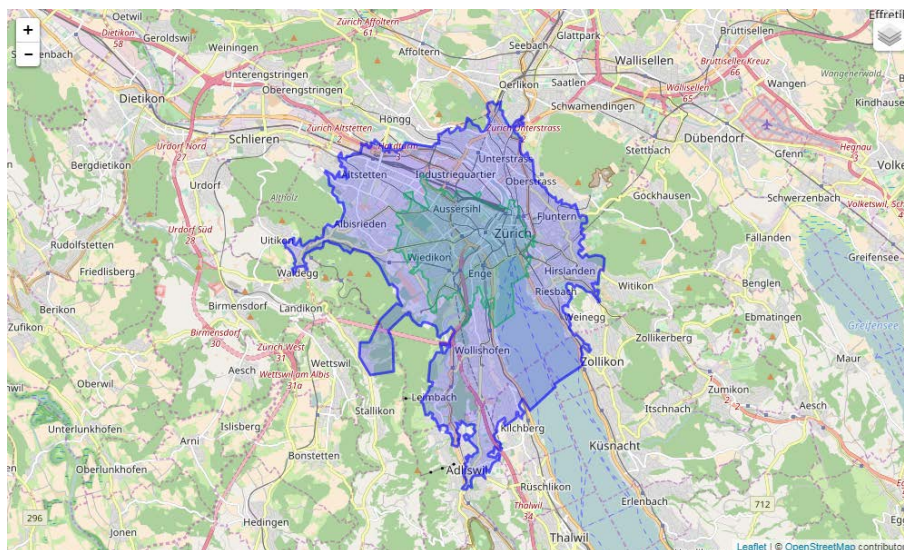 Oetwil
Geroldswil
Weiningen
Zürich Affoltern
61
Glattpark
Seebach
Brüttisellen
Effretik
+
−
Dietikon
58
Affoltern
Wallisellen
Brüttiseller Kreuz
66
Unterengstringen
Oberengstringen
Oerlikon
Saatlen
Wangen
Wangenerwald
Dietikon
Höngg
Schwamendingen
Kindhausen
Schlieren
Zürich Altstetten
Zürich Unterstrass
Dübendorf
Urdorf Nord
27
Unterstrass
Stettbach
Gfenn
Hegnau
Bergdietikon
Altstetten
Industriequartier
Oberstrass
Volketswil
Urdorf
Altholz
Gockhausen
Schwerzenbach
Aussersihl
Fluntern
Urdorf Süd
28
Albisrieden
Zürich
Fällanden
Rudolfstetten
Uitikon
Greifensee
Friedlisberg
Waldegg
Wiedikon
Enge
Hirslanden
Witikon
Benglen
Berikon
Birmensdorf
Landikon
Riesbach
Weinegg
Ebmatingen
Greifensee
Zufikon
Birmensdorf
30
Zürich West
31
Wollishofen
Zollikerberg
Zollikon
Maur
Aesch
Wettswil
Wettswil am Albis
31a
Oberwil
Stallikon
Leimbach
Zumikon
Aesch
Unterlunkhofen
Arni
Islisberg
Itschnach
Kilchberg
Küsnacht
Bonstetten
Oberlunkhofen
Adliswil
Rüschlikon
Erlenbach
712
Thalwil
34
296
Jonen
Hedingen
Thalwil
Leaflet | © OpenStreetMap contributor